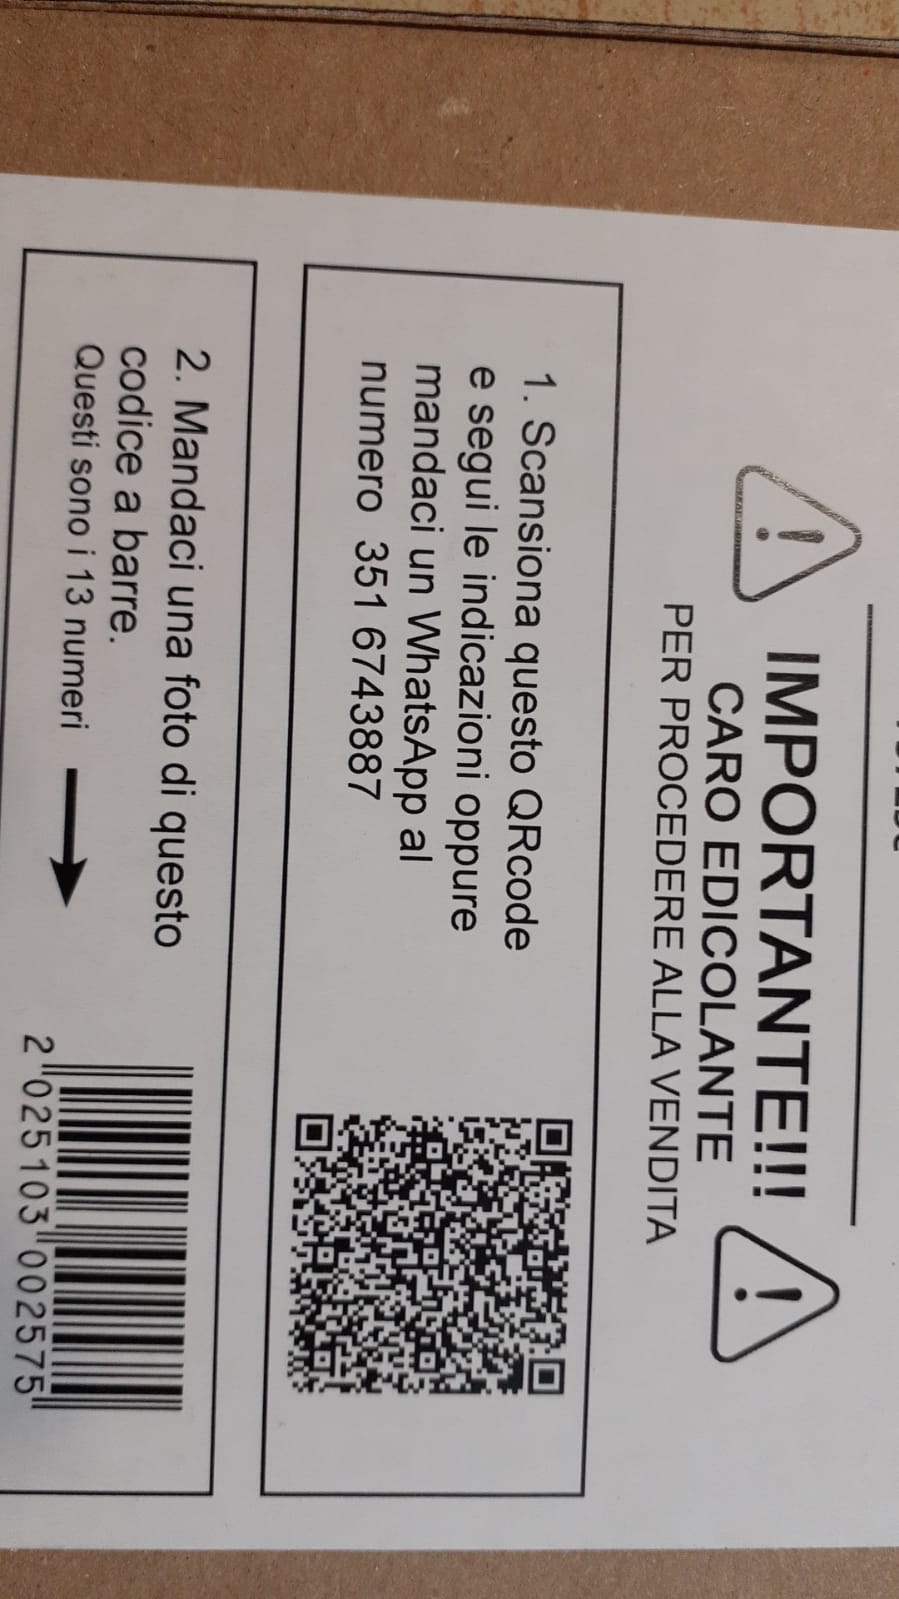 IMPORTANTE!!!
CARO EDICOLANTE
PER PROCEDERE ALLA VENDITA
1. Scansiona questo QRcode
e segui le indicazioni oppure
mandaci un WhatsApp al
numero 351 6743887
2. Mandaci una foto di questo
codice a barre.
Questi sono i 13 numeri
2 025103 002575